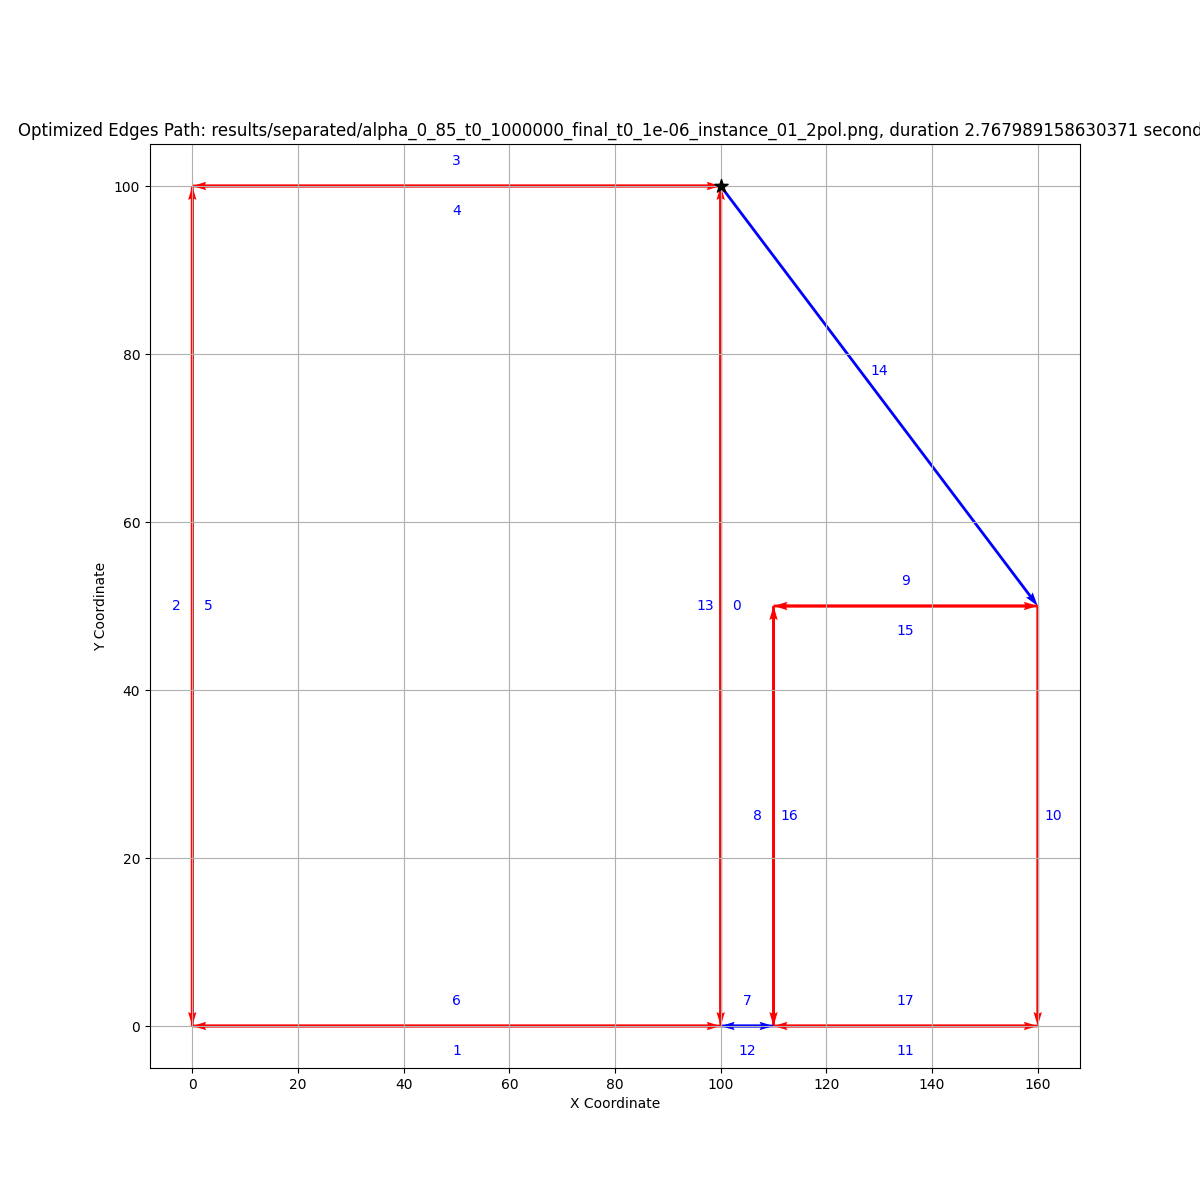 Optimized Edges Path: results/separated/alpha_0_85_t0_1000000_final_t0_1e-06_instance_01_2pol.png, duration 2.767989158630371 second
3
100
4
14
80
60
9
2 5 13 0
15
Y Coordinate
40
8 16 10
20
6 7 17
0
1 12 11
0 20 40 60 80 100 120 140 160
X Coordinate